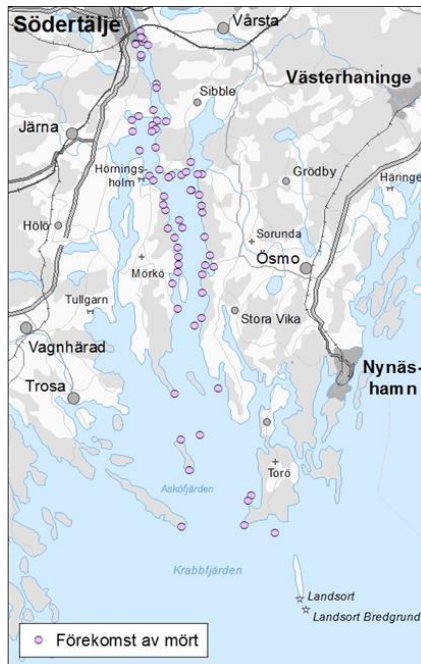 Södertälje
Vårsta
Västerhaninge
Sibble
Järna
Hörnings-
holm
Grödby
Häringe
Hölö
Sorunda
Mörkö
Ösmo
Tullgarn
Stora Vika
Vagnhärad
Trosa
Nynäs-
hamn
Torö
Asköfjärden
Krabbfjärden
Landsort
Landsort Bredgrund
Förekomst av mört